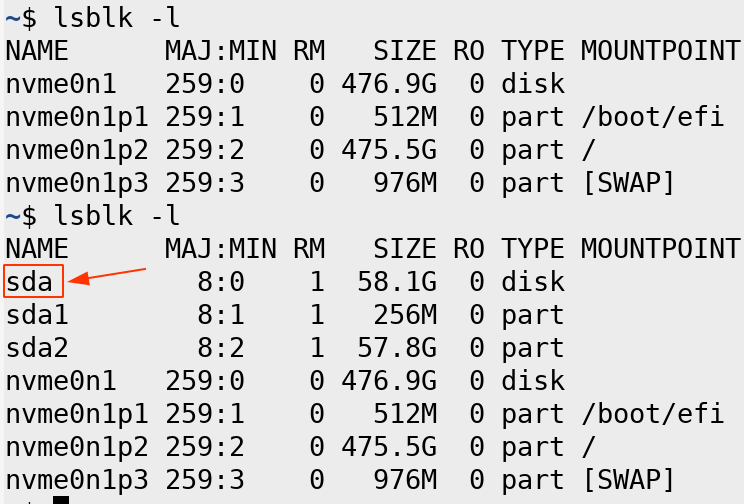 ~$ lsblk -l
NAME      MAJ:MIN RM   SIZE RO TYPE MOUNTPOINT
nvme0n1   259:0    0 476.9G  0 disk
nvme0n1p1 259:1    0   512M  0 part /boot/efi
nvme0n1p2 259:2    0 475.5G  0 part /
nvme0n1p3 259:3    0   976M  0 part [SWAP]
~$ lsblk -l
NAME      MAJ:MIN RM   SIZE RO TYPE MOUNTPOINT
sda         8:0    1  58.1G  0 disk
sda1        8:1    1   256M  0 part
sda2        8:2    1  57.8G  0 part
nvme0n1   259:0    0 476.9G  0 disk
nvme0n1p1 259:1    0   512M  0 part /boot/efi
nvme0n1p2 259:2    0 475.5G  0 part /
nvme0n1p3 259:3    0   976M  0 part [SWAP]